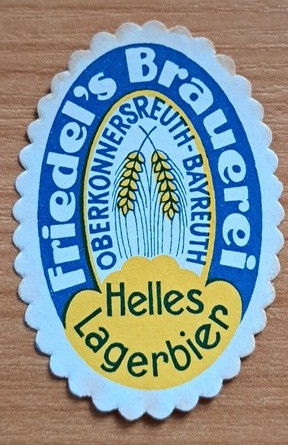 Friedel's Brauerei
OBERKONNERSREUTH-BAYREUTH
Helles
Lagerbier